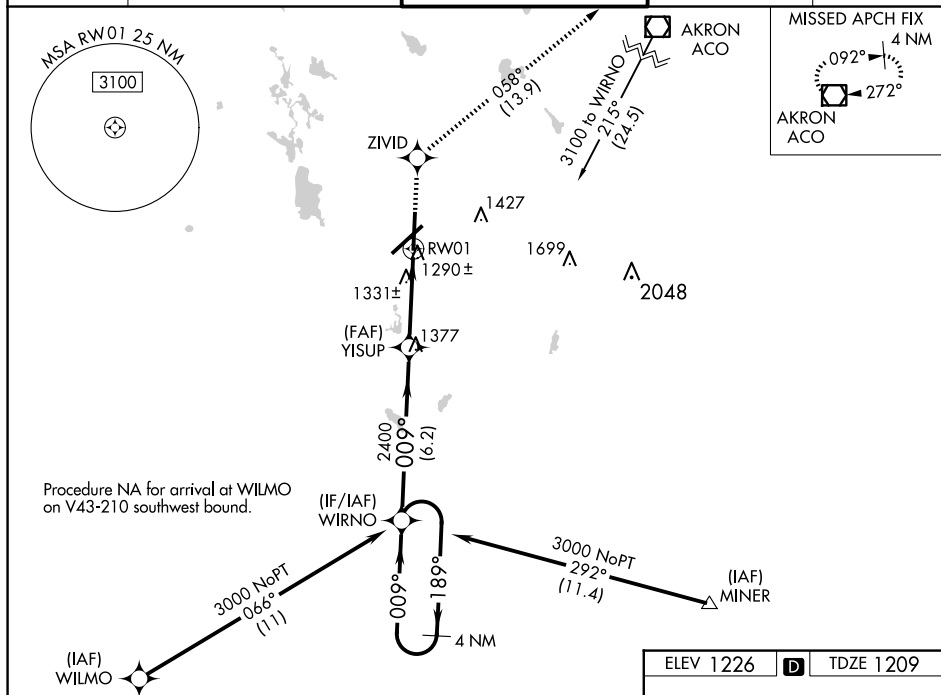 MSA RW01 25 NM
3100
AKRON
ACO
MISSED APCH FIX
4 NM
092°
272°
AKRON
ACO
058°
(13.9)
3100 to WIRNO
215°
(24.5)
ZIVID
1427
RW01
1290±
1699
1331±
2048
(FAF)
YISUP
1377
2400
009°
(6.2)
Procedure NA for arrival at WILMO
on V43-210 southwest bound.
(IF/IAF)
WIRNO
3000 NoPT
066°
(11)
009°
189°
4 NM
3000 NoPT
292°
(11.4)
(IAF)
MINER
(IAF)
WILMO
ELEV 1226
D
TDZE 1209